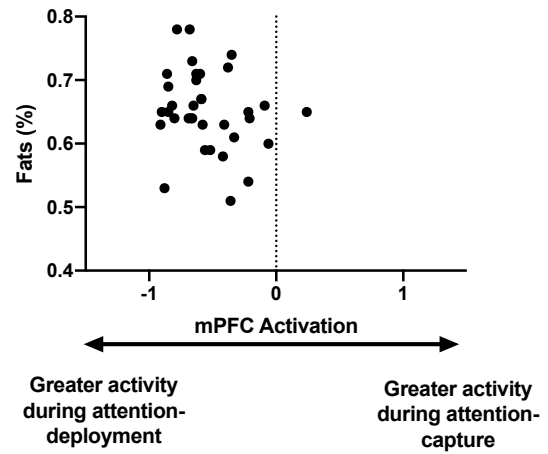 0.8
0.7
0.6
0.5
0.4
Fats (%)
-1 0 1
mPFC Activation
Greater activity
during attention-
deployment
Greater activity
during attention-
capture